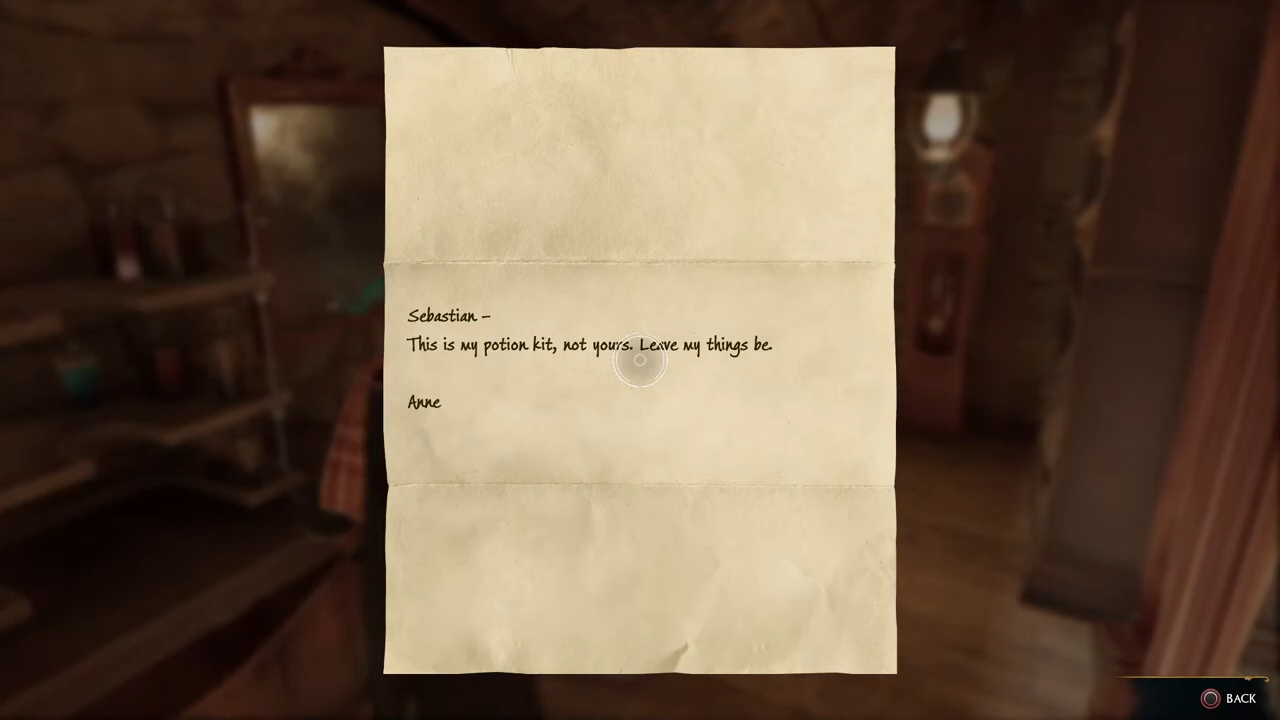 Sebastian –
This is my potion kit, not yours. Leave my things be.
Anne
BACK